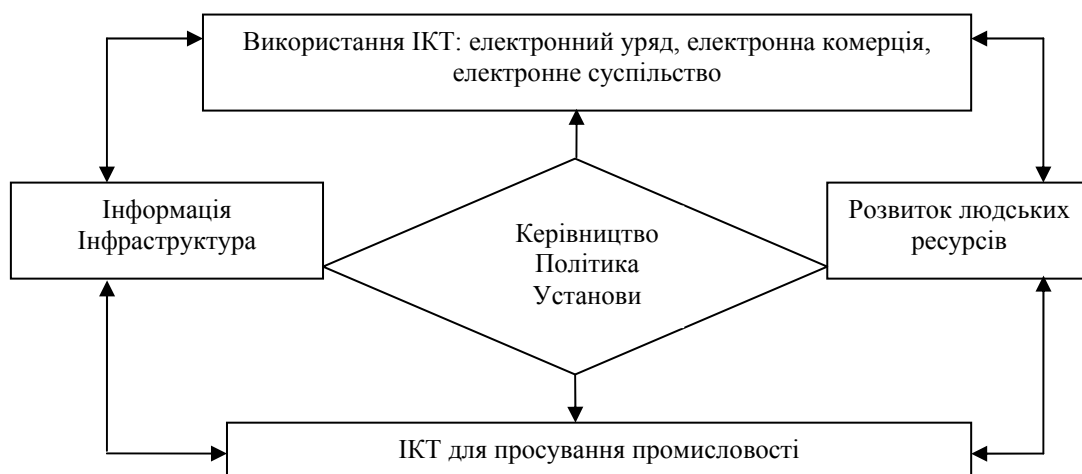 Використання ІКТ: електронний уряд, електронна комерція,
електронне суспільство
Інформація
Інфраструктура
Керівництво
Політика
Установи
Розвиток людських
ресурсів
ІКТ для просування промисловості